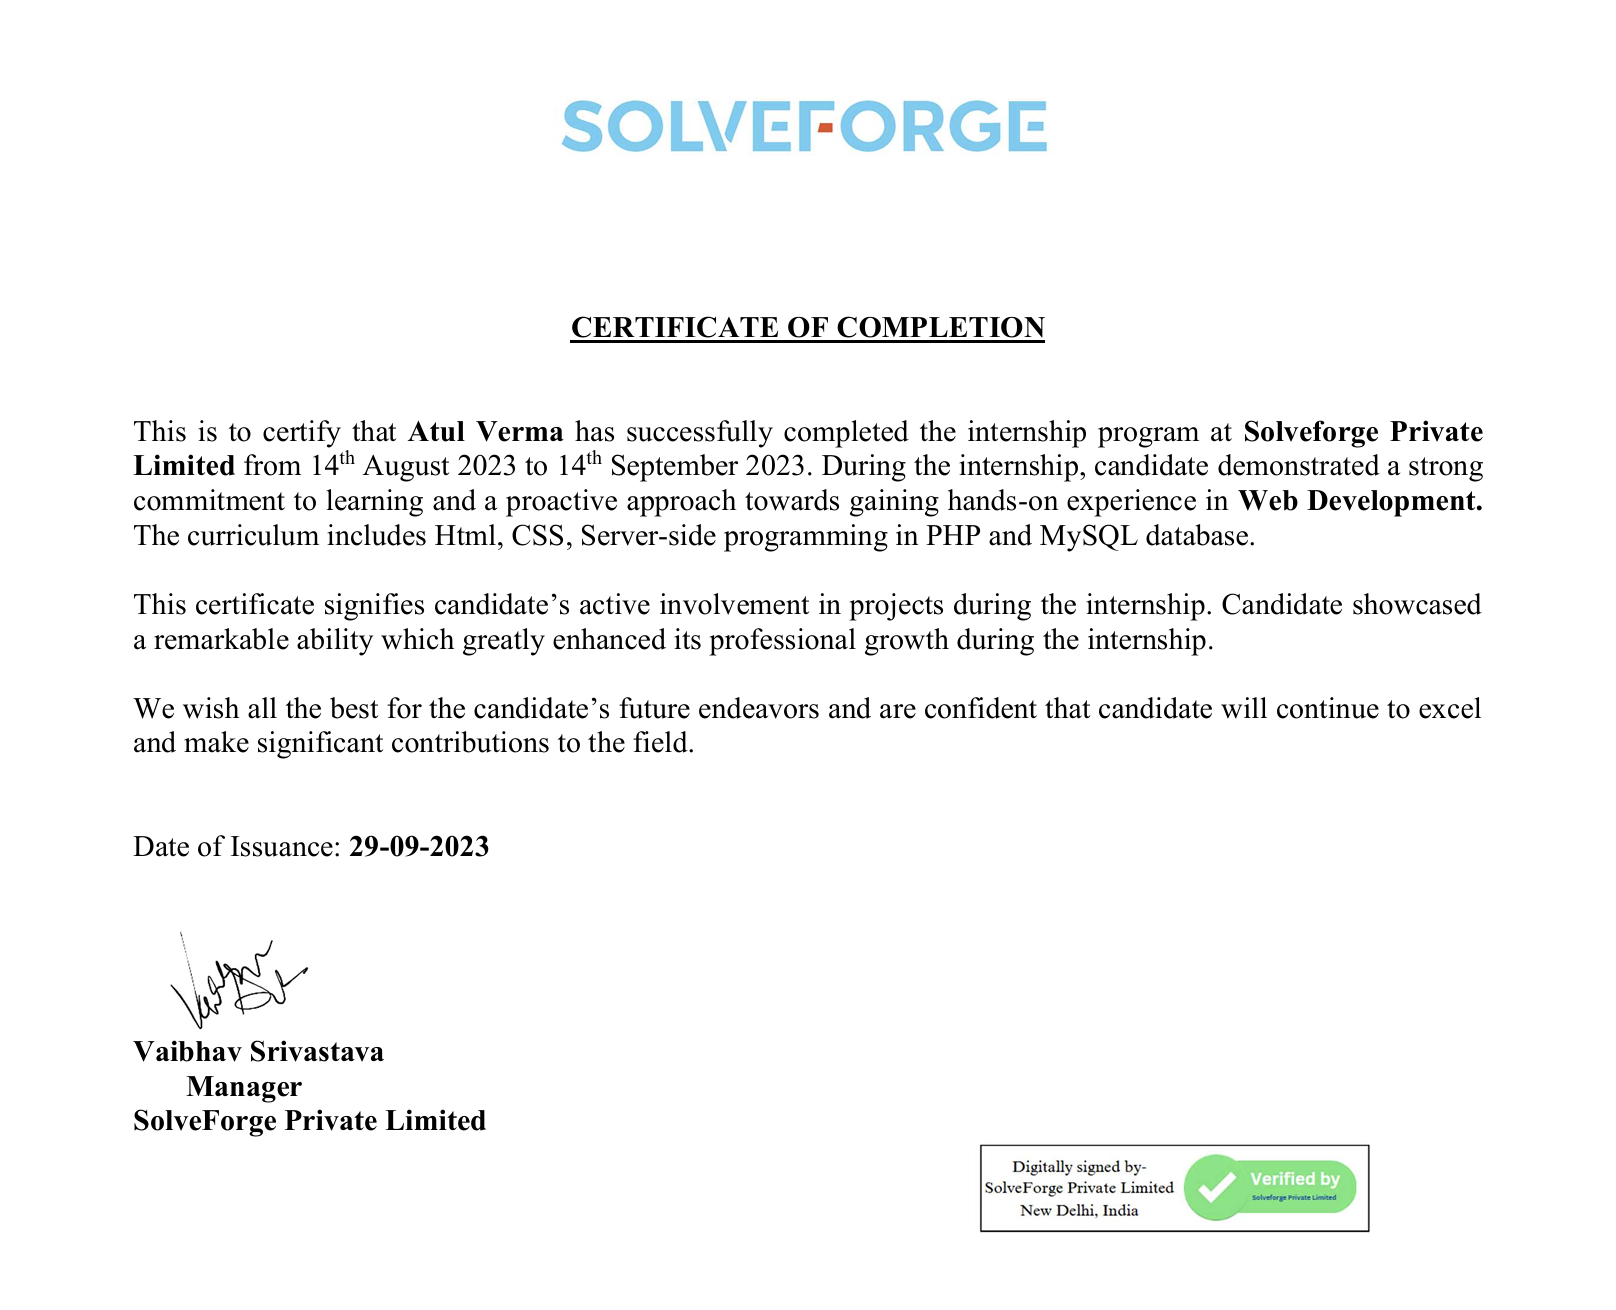 SOLVEFORGE
CERTIFICATE OF COMPLETION
This is to certify that Atul Verma has successfully completed the internship program at Solveforge Private
Limited from 14th August 2023 to 14th September 2023. During the internship, candidate demonstrated a strong
commitment to learning and a proactive approach towards gaining hands-on experience in Web Development.
The curriculum includes Html, CSS, Server-side programming in PHP and MySQL database.
This certificate signifies candidate’s active involvement in projects during the internship. Candidate showcased
a remarkable ability which greatly enhanced its professional growth during the internship.
We wish all the best for the candidate’s future endeavors and are confident that candidate will continue to excel
and make significant contributions to the field.
Date of Issuance: 29-09-2023
Vaibhav Srivastava
Manager
SolveForge Private Limited
Digitally signed by-
SolveForge Private Limited
New Delhi, India
Verified by
Solveforge Private Limited